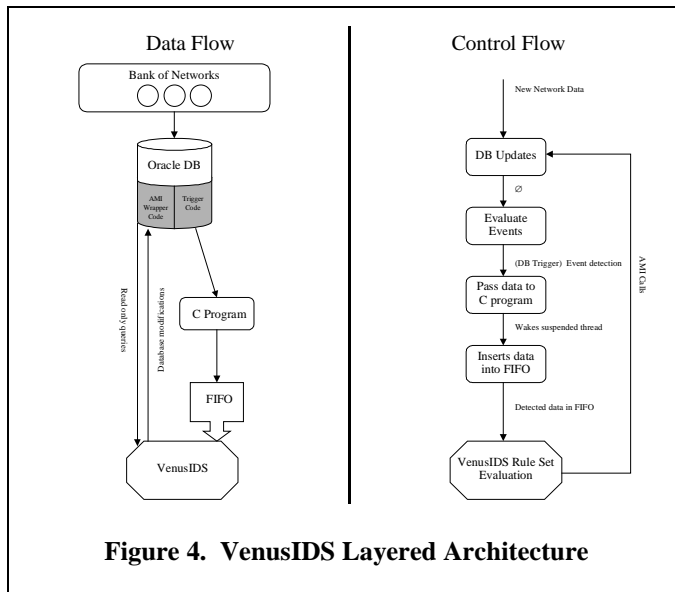 Data Flow
Bank of Networks
Oracle DB
AMI
Wrapper
Code
Trigger
Code
Read only queries
Database modifications
C Program
FIFO
VenusIDS
Control Flow
New Network Data
DB Updates
∅
Evaluate
Events
(DB Trigger) Event detection
Pass data to
C program
Wakes suspended thread
Inserts data
into FIFO
Detected data in FIFO
VenusIDS Rule Set
Evaluation
AMI Calls
Figure 4. VenusIDS Layered Architecture